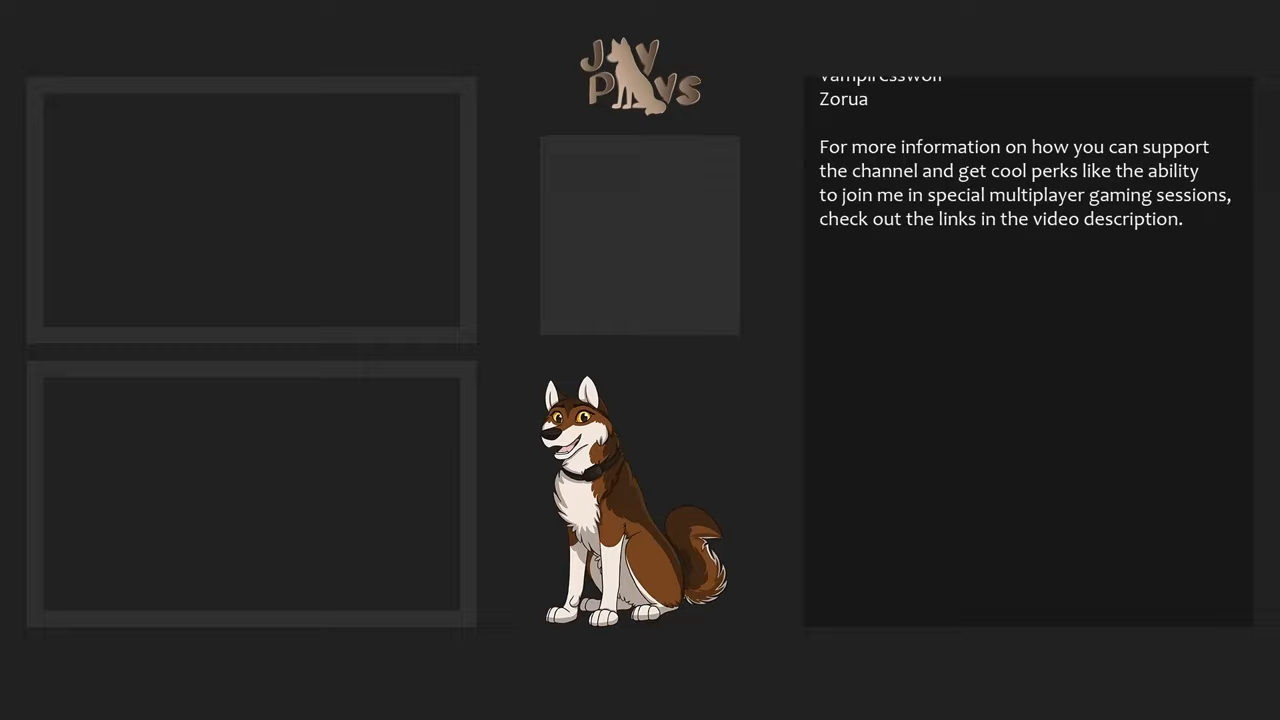 JAY
PAWS
Zorua
For more information on how you can support
the channel and get cool perks like the ability
to join me in special multiplayer gaming sessions,
check out the links in the video description.